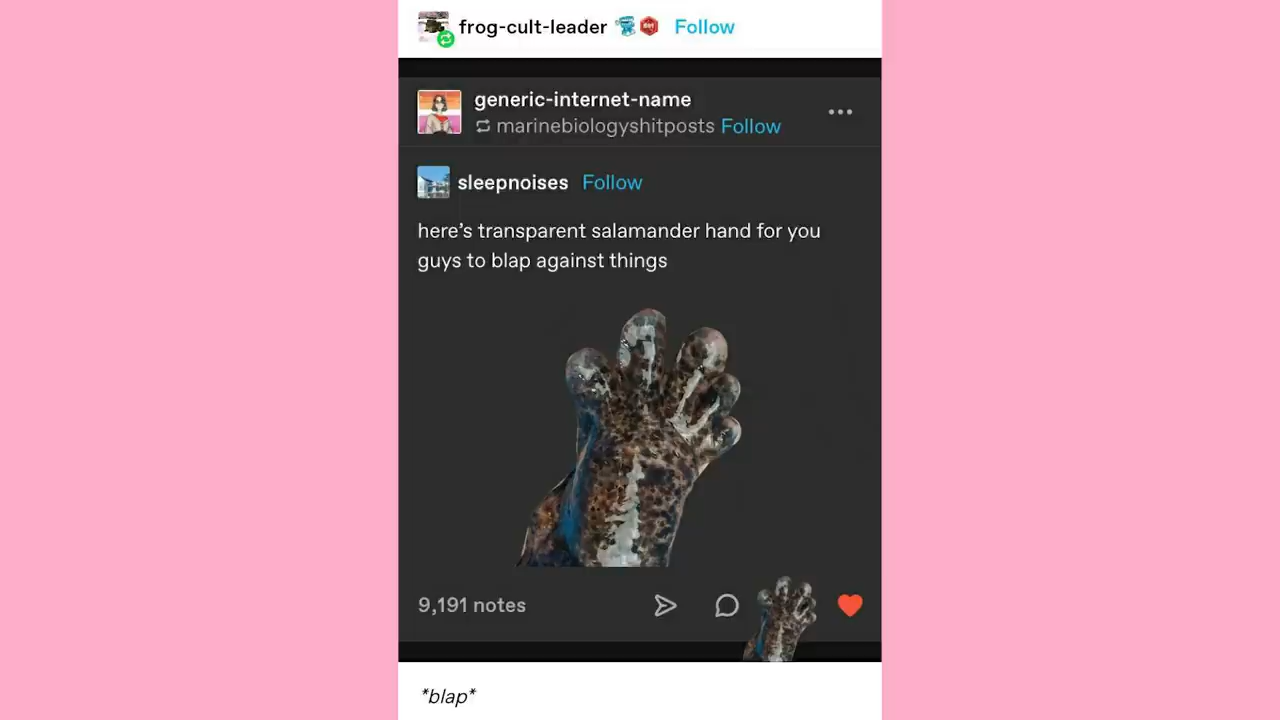 frog-cult-leader Follow
generic-internet-name
marinebiologyshitposts Follow
sleepnoises Follow
here's transparent salamander hand for you
guys to blap against things
9,191 notes
*blap*